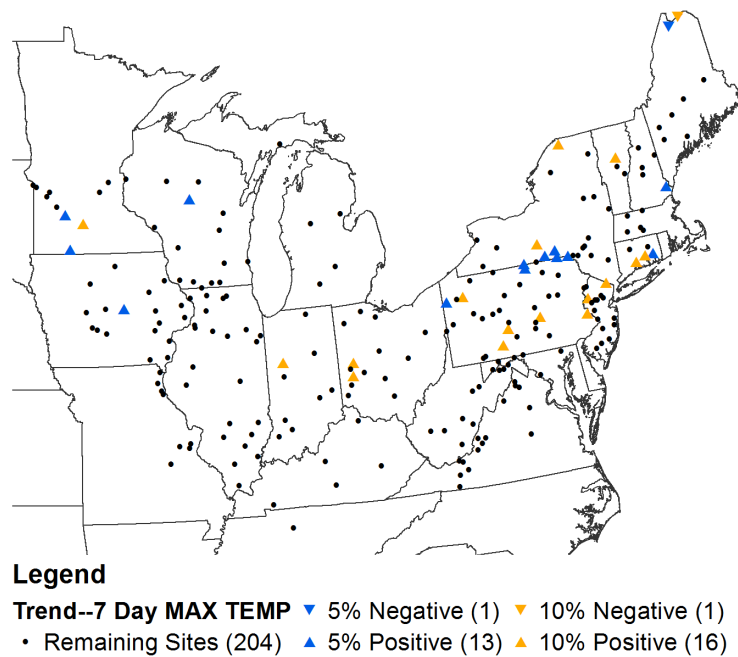 Legend
Trend--7 Day MAX TEMP ▼ 5% Negative (1) ▼ 10% Negative (1)
• Remaining Sites (204) ▲ 5% Positive (13) ▲ 10% Positive (16)